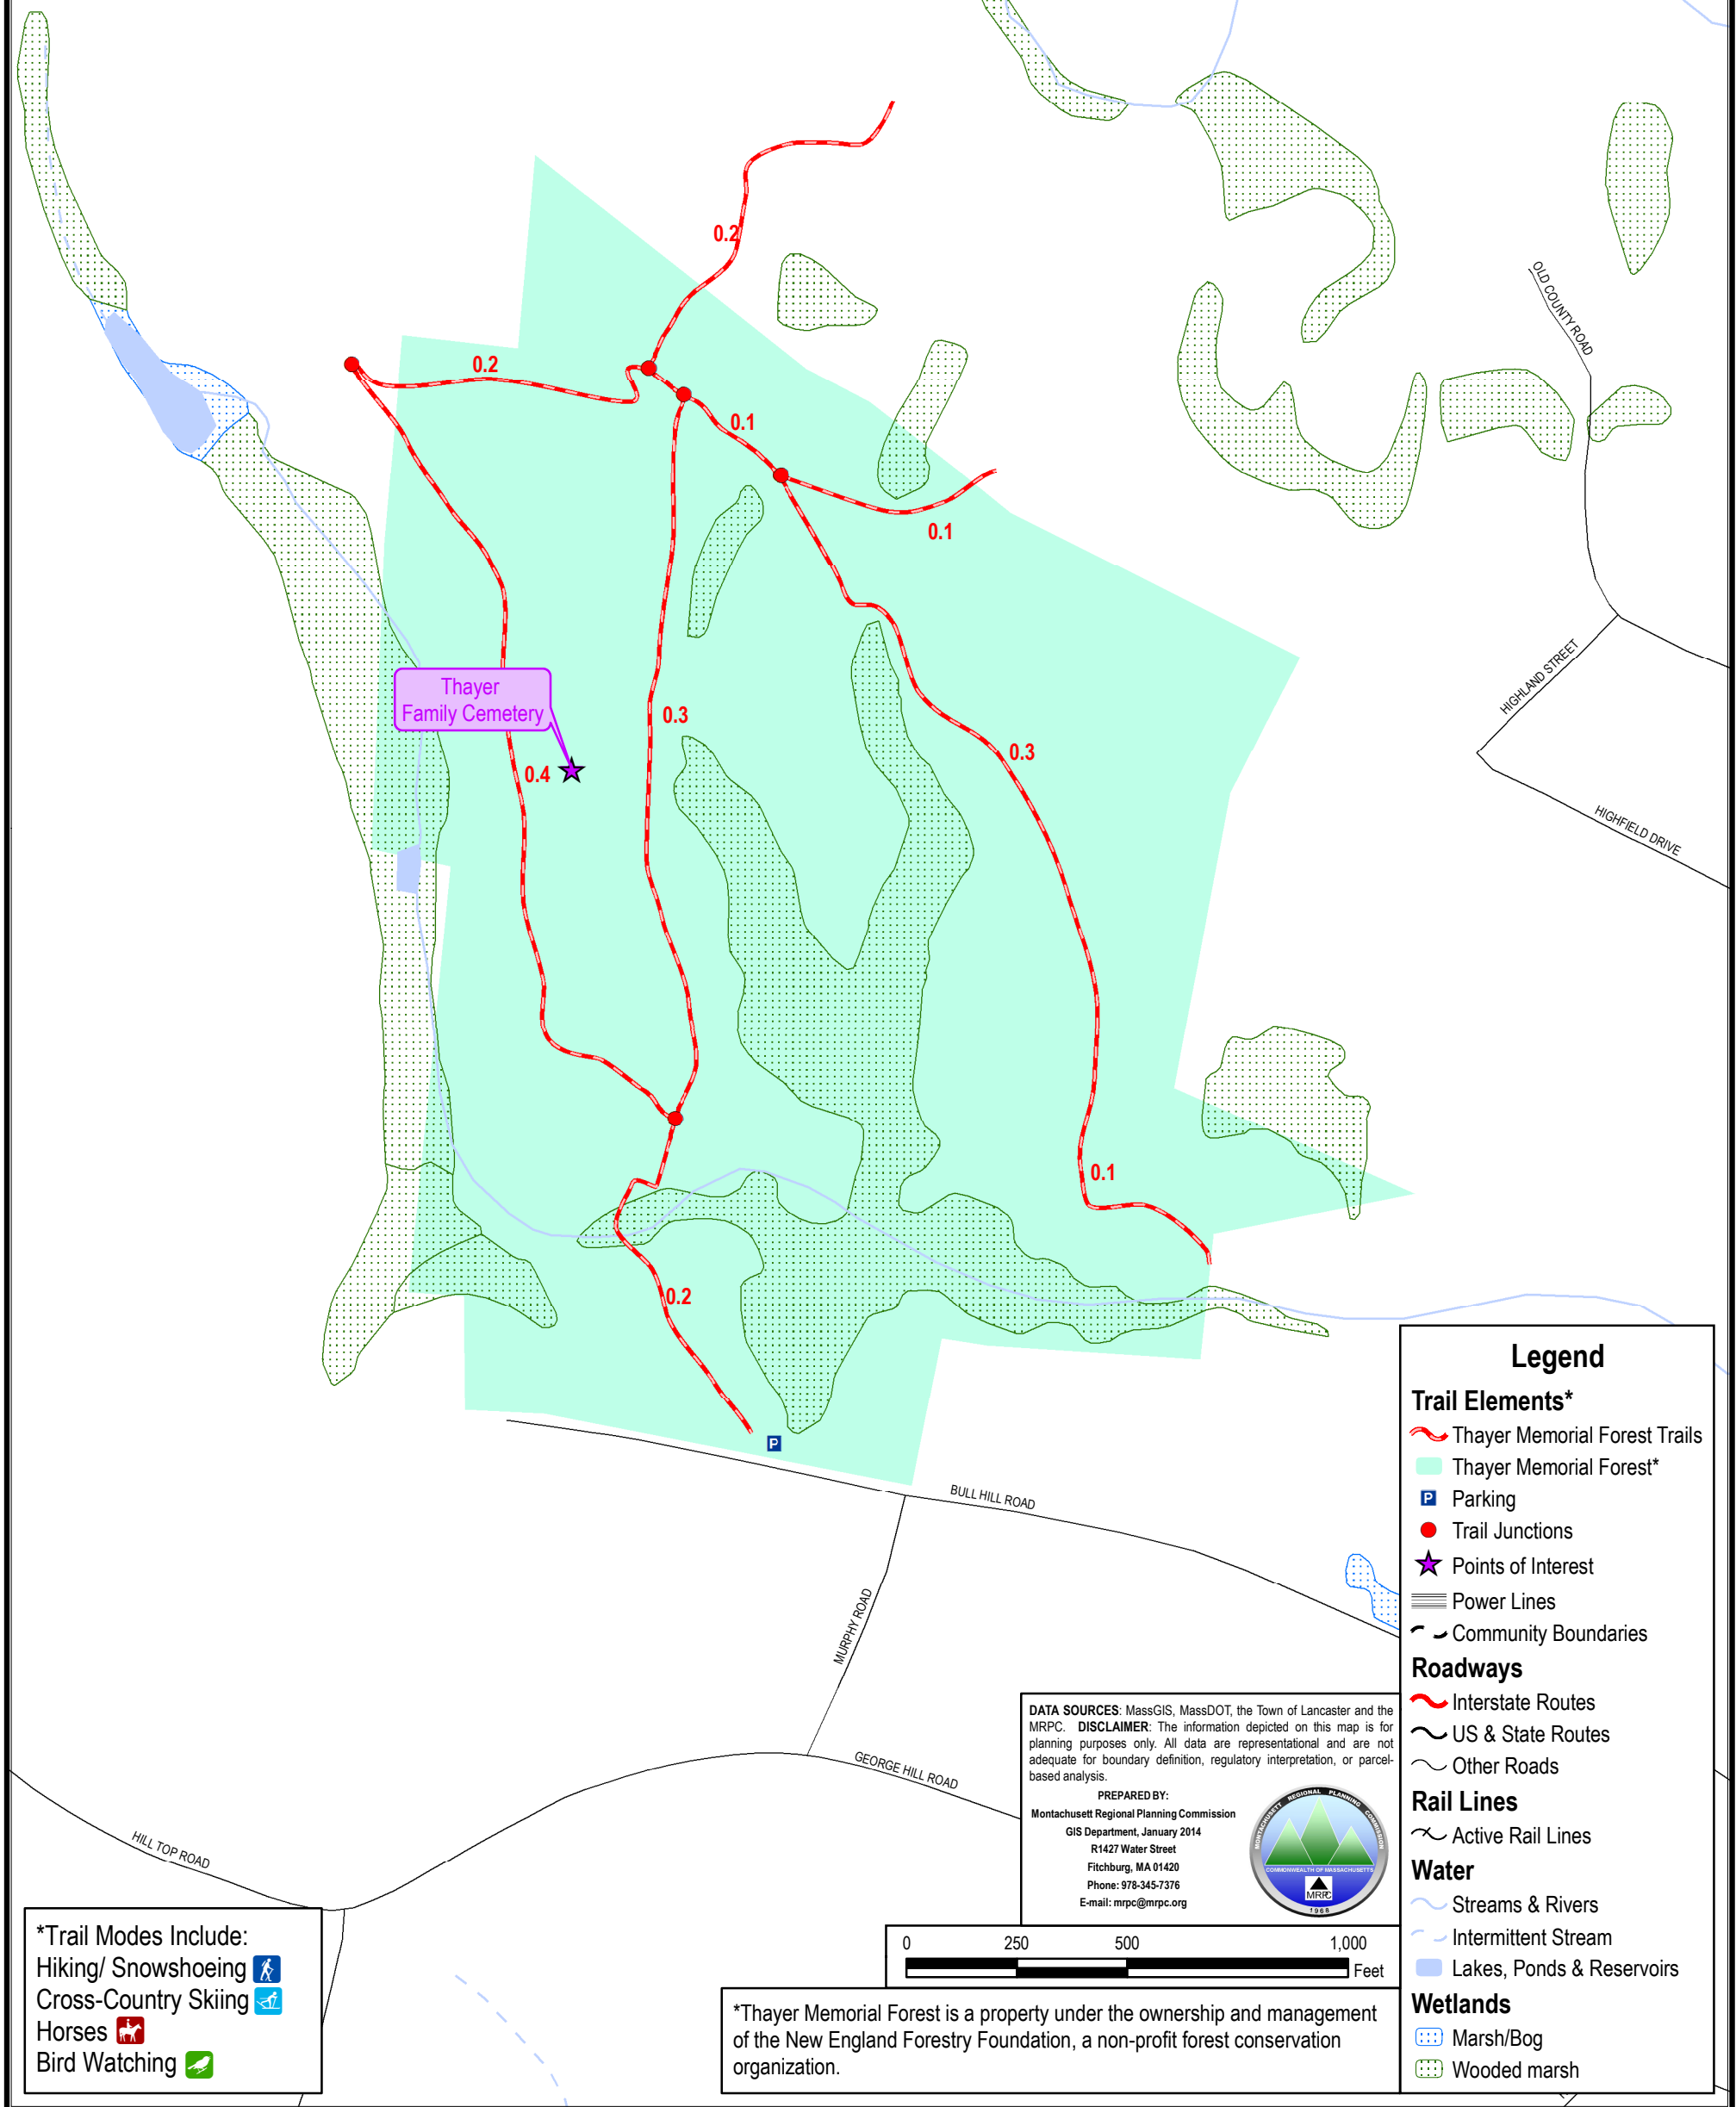 0.2
OLD COUNTY ROAD
0.2
0.1
0.1
HIGHLAND STREET
Thayer
Family Cemetery
0.3
0.3
0.4
HIGHFIELD DRIVE
0.1
0.2
P
BULL HILL ROAD
MURPHY ROAD
GEORGE HILL ROAD
HILL TOP ROAD
Legend
Trail Elements*
Thayer Memorial Forest Trails
Thayer Memorial Forest*
P Parking
Trail Junctions
Points of Interest
Power Lines
Community Boundaries
Roadways
Interstate Routes
US & State Routes
Other Roads
Rail Lines
Active Rail Lines
Water
Streams & Rivers
Intermittent Stream
Lakes, Ponds & Reservoirs
Wetlands
Marsh/Bog
Wooded marsh
DATA SOURCES: MassGIS, MassDOT, the Town of Lancaster and the
MRPC. DISCLAIMER: The information depicted on this map is for
planning purposes only. All data are representational and are not
adequate for boundary definition, regulatory interpretation, or parcel-
based analysis.
PREPARED BY:
Montachusett Regional Planning Commission
GIS Department, January 2014
R1427 Water Street
Fitchburg, MA 01420
Phone: 978-345-7376
E-mail: mrpc@mrpc.org
MONTACHUSETT REGIONAL PLANNING COMMISSION
COMMONWEALTH OF MASSACHUSETTS
MRPC
1968
0 250 500 1,000
Feet
*Thayer Memorial Forest is a property under the ownership and management
of the New England Forestry Foundation, a non-profit forest conservation
organization.
*Trail Modes Include:
Hiking/ Snowshoeing
Cross-Country Skiing
Horses
Bird Watching